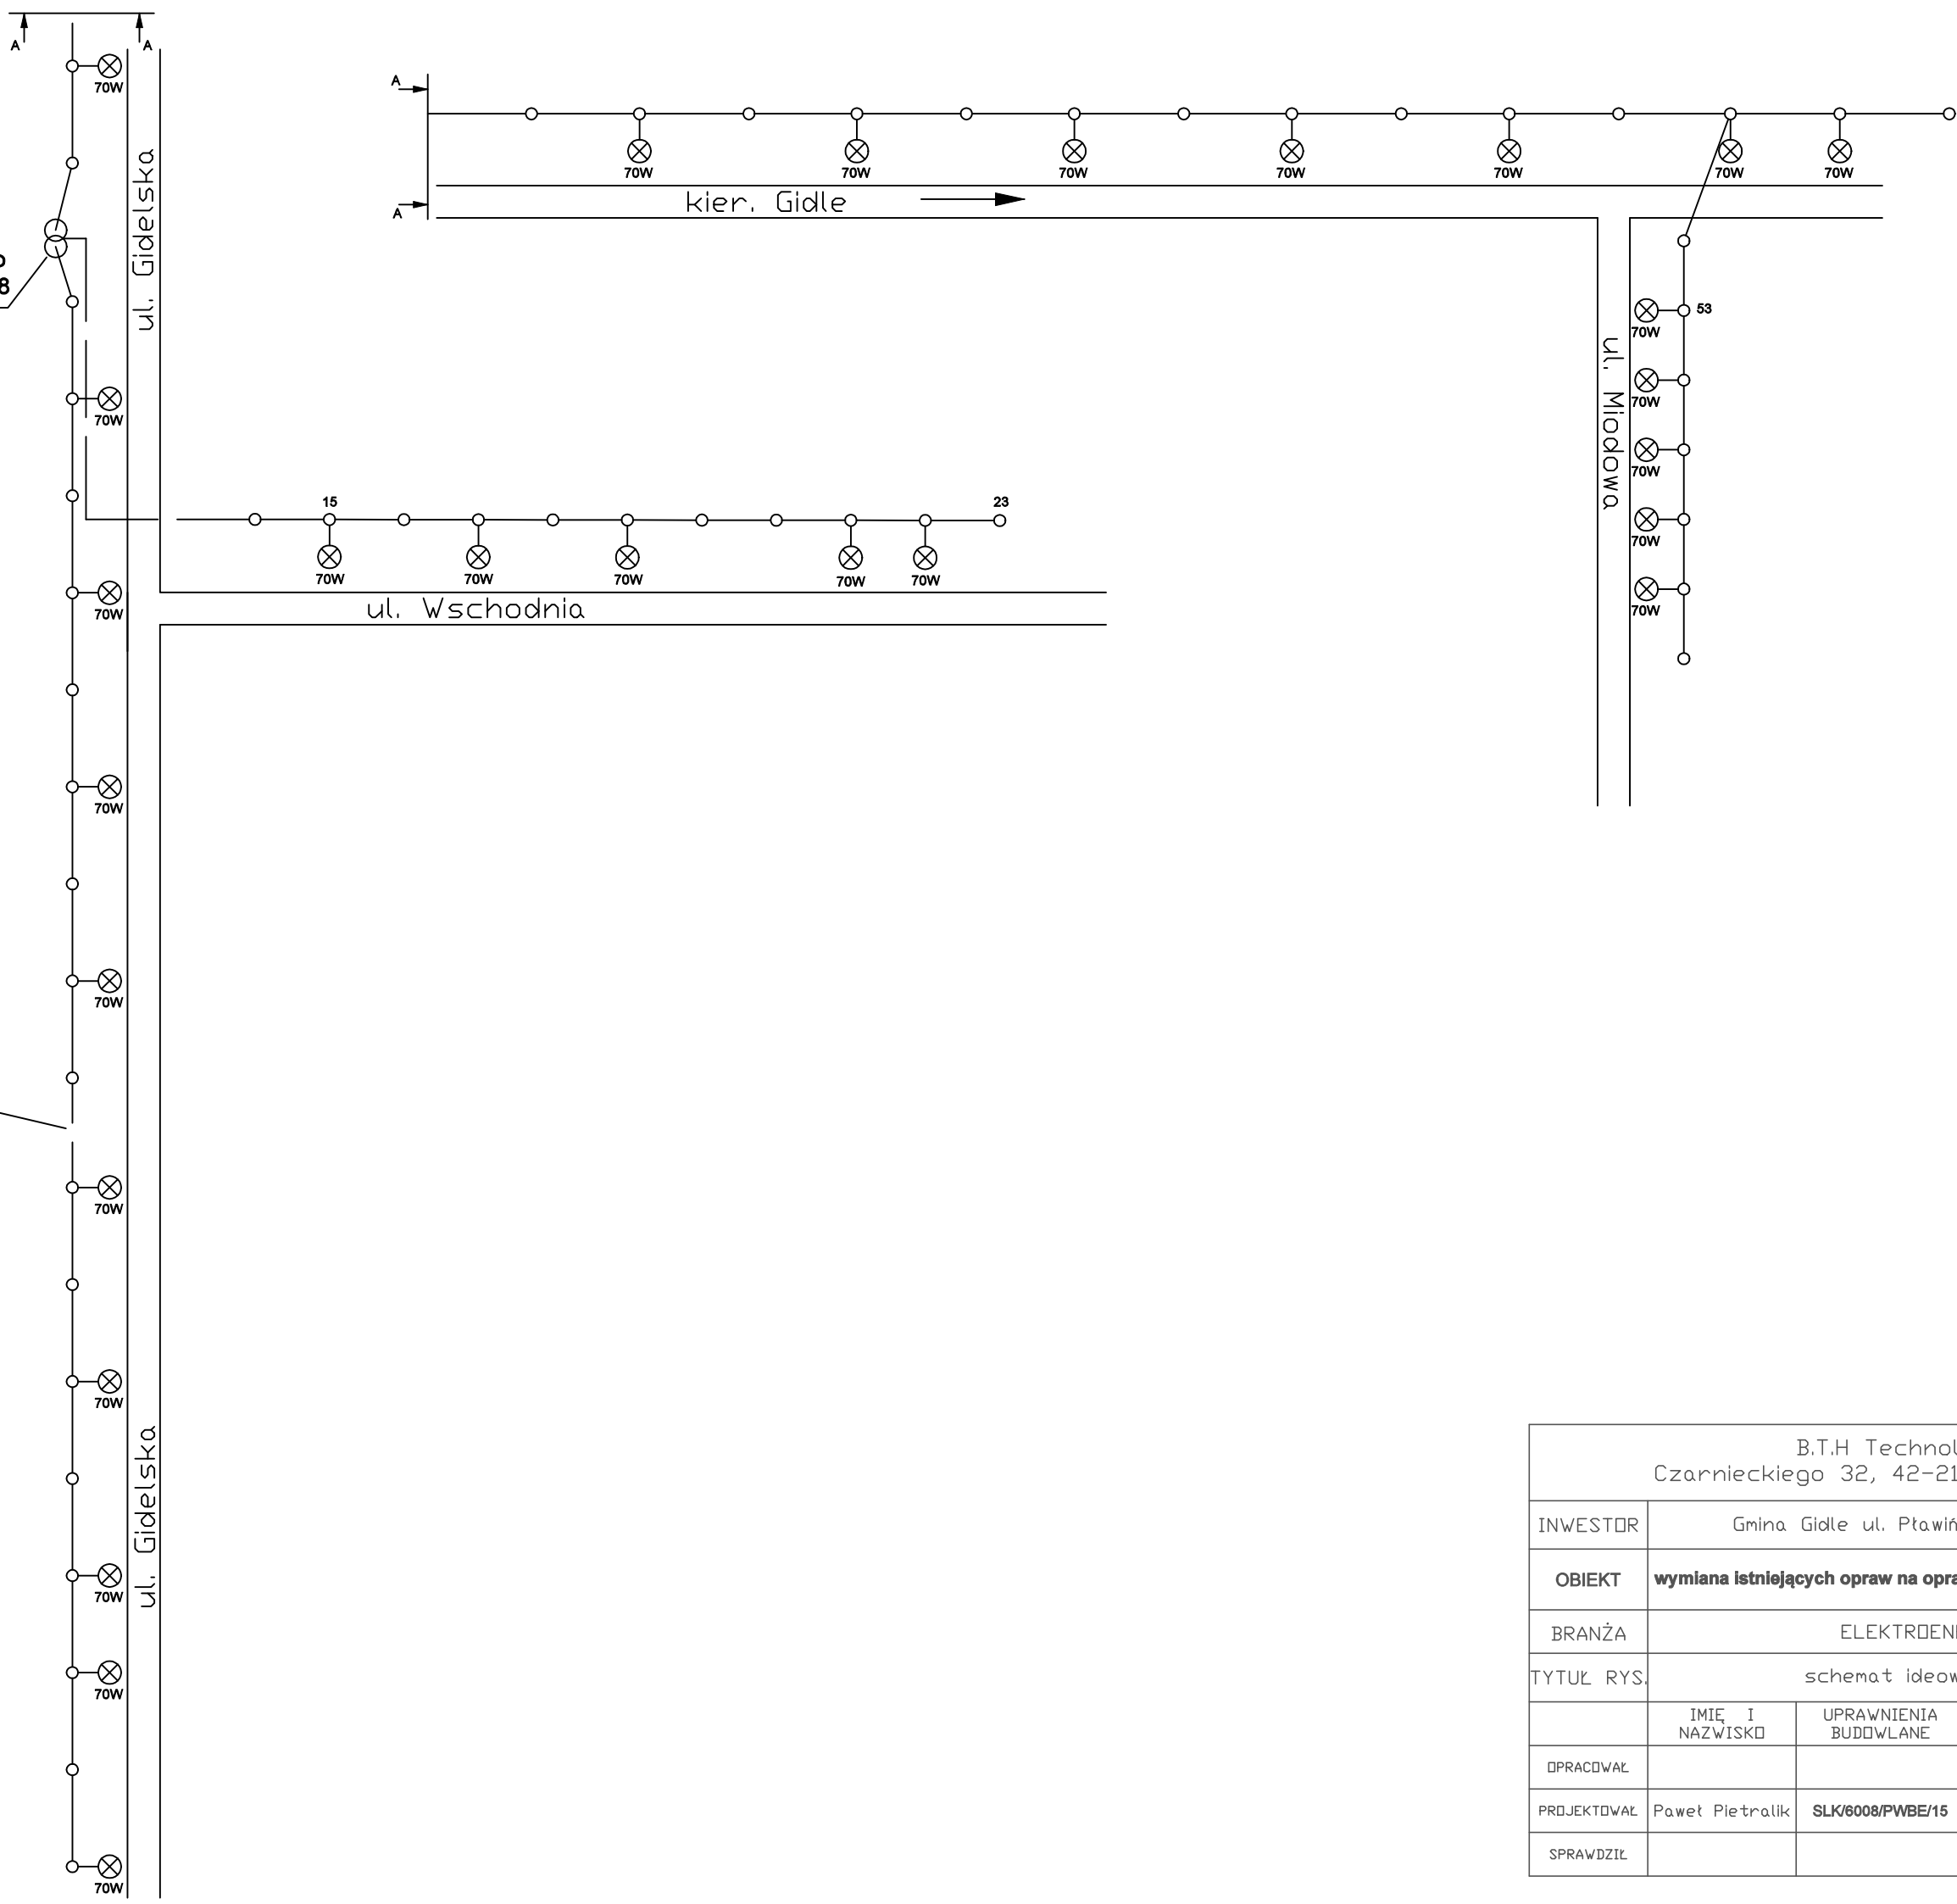 A A
70W
A
70W 70W 70W 70W 70W 70W 70W
A
kier. Gidle
ul. Gidelska
8
53
70W
70W
70W
70W
70W
ul. Miodowa
70W
15 23
70W 70W 70W 70W 70W
ul. Wschodnia
70W
70W
70W
70W
70W
70W
70W
70W
ul. Gidelska
B.T.H Technol
Czarnieckiego 32, 42-21
INWESTOR Gmina Gidle ul. Pławiń
OBIEKT wymiana istniejących opraw na opra
BRANŻA ELEKTROEN
TYTUŁ RYS. schemat ideow
IMIĘ I NAZWISKO UPRAWNIENIA BUDOWLANE
OPRACOWAŁ
PROJEKTOWAŁ Paweł Pietralik SLK/6008/PWBE/15
SPRAWDZIŁ